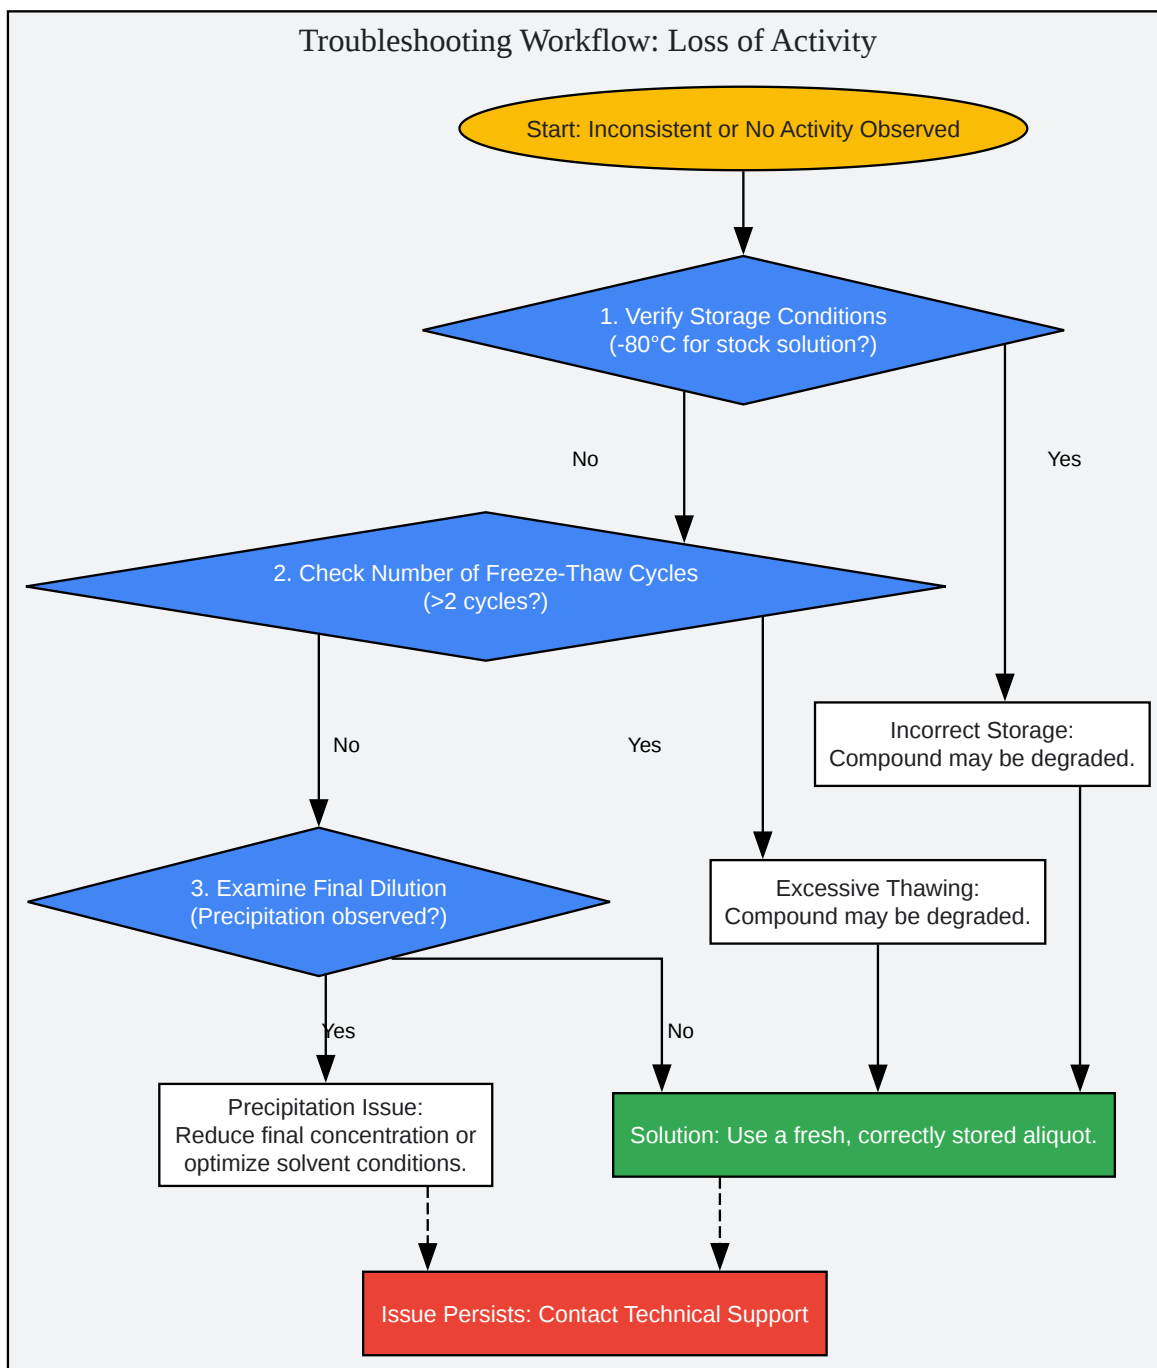 Troubleshooting Workflow: Loss of Activity
Start: Inconsistent or No Activity Observed
1. Verify Storage Conditions
(-80°C for stock solution?)
No
Yes
2. Check Number of Freeze-Thaw Cycles
(>2 cycles?)
No
Yes
Incorrect Storage:
Compound may be degraded.
3. Examine Final Dilution
(Precipitation observed?)
Excessive Thawing:
Compound may be degraded.
Yes
No
Precipitation Issue:
Reduce final concentration or
optimize solvent conditions.
Solution: Use a fresh, correctly stored aliquot.
Issue Persists: Contact Technical Support